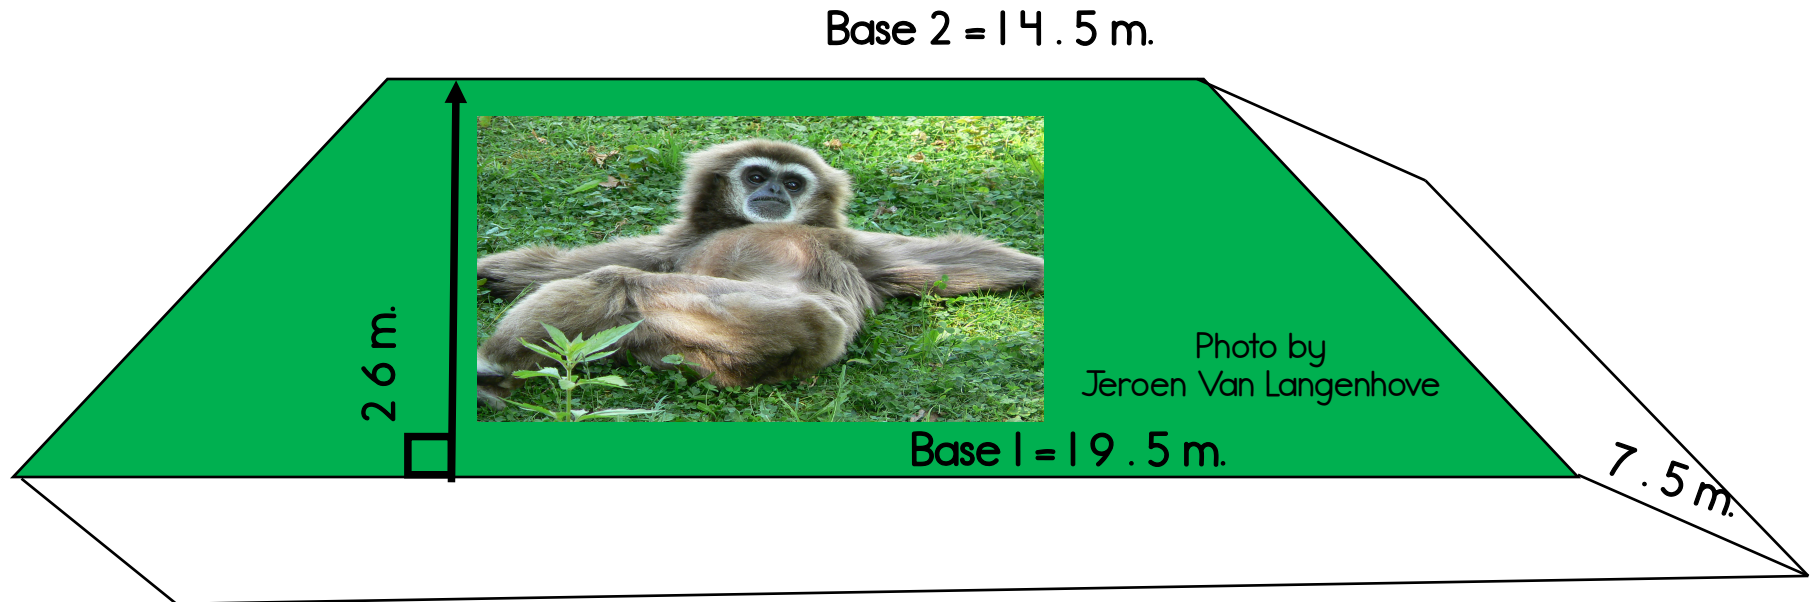 Base 2 = 14.5 m.
26 m.
Photo by
Jeroen Van Langenhove
Base 1 = 19.5 m.
7.5 m.